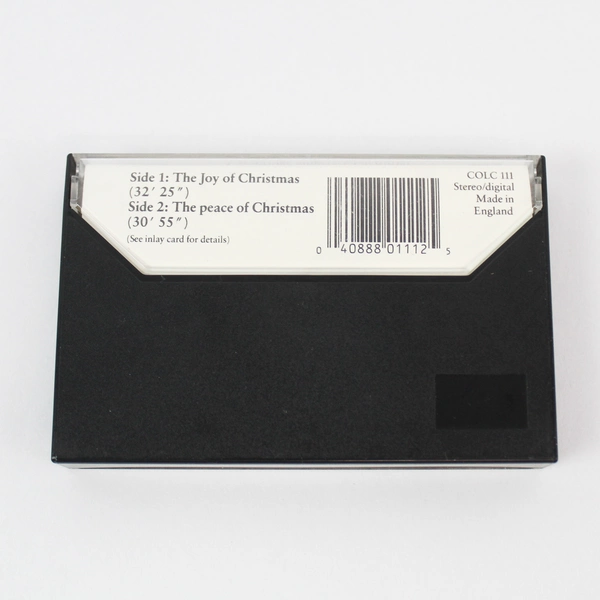 Side 1: The Joy of Christmas
(32' 25")
Side 2: The peace of Christmas
(30' 55")
(See inlay card for details)
0 40888 01112 5
COLC 111
Stereo/digital
Made in
England